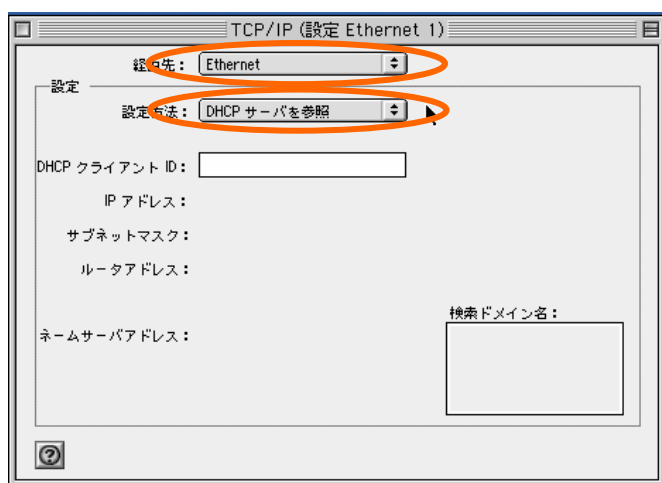 TCP/IP (設定 Ethernet 1)
経由先： Ethernet
設定
設定方法： DHCP サーバを参照
DHCP クライアント ID：
IP アドレス：
サブネットマスク：
ルータアドレス：
検索ドメイン名：
ネームサーバアドレス：
?